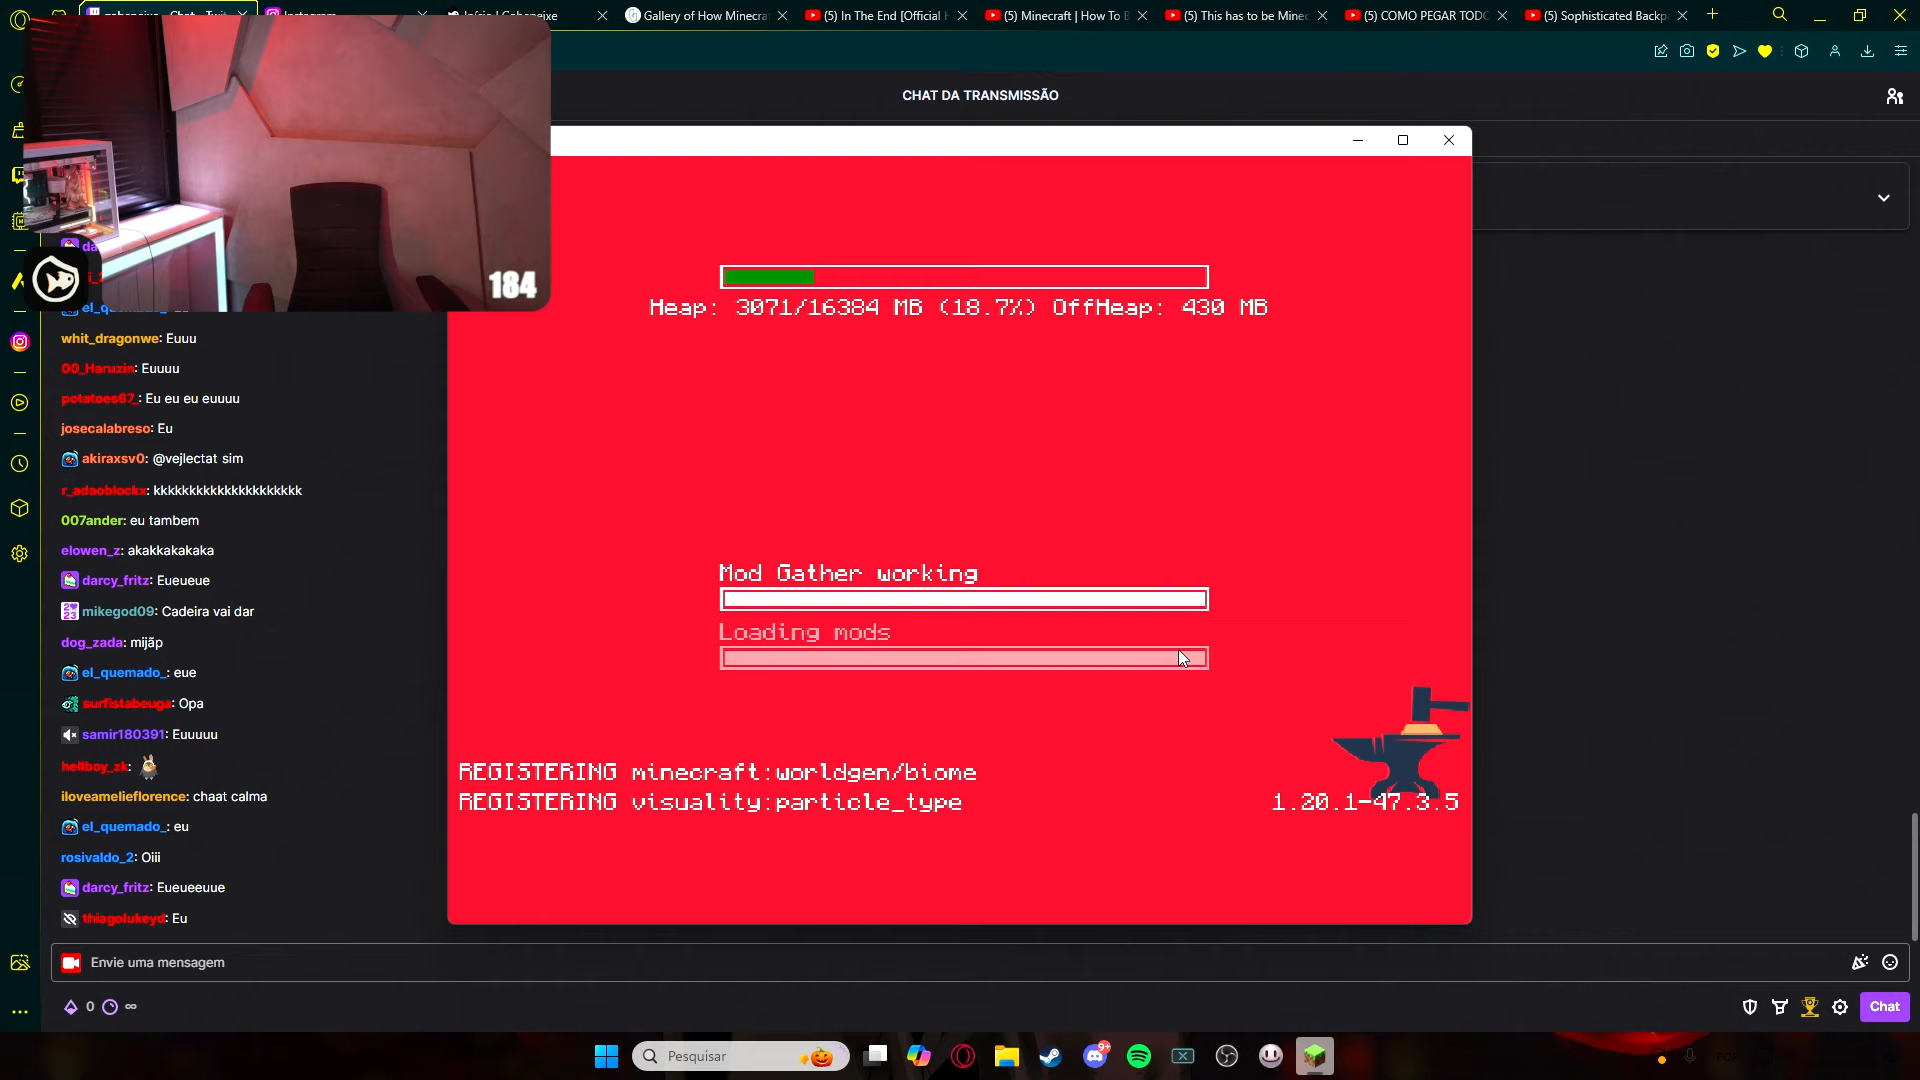 (5) In The End [Official
(5) Minecraft | How To B
(5) This has to be Minec
(5) COMO PEGAR TODO
(5) Sophisticated Backpa
Gallery of How Minecra
CHAT DA TRANSMISSÃO
184
Heap: 3071/16384 MB (18.7%) OffHeap: 430 MB
whit_dragonwe: Euuu
00_Haruzin: Euuuu
potatoes67_: Eu eu eu euuuu
josecalabreso: Eu
akiraxsv0: @vejlectat sim
r_adaoblockx: kkkkkkkkkkkkkkkkkkkkk
007ander: eu tambem
elowen_z: akakkakakaka
darcy_fritz: Eueueue
mikegod09: Cadeira vai dar
dog_zada: mijãp
el_quemado_: eue
surfistabeuga: Opa
samir180391: Euuuuu
hellboy_zk:
iloveamelieflorence: chaat calma
el_quemado_: eu
rosivaldo_2: Oiii
darcy_fritz: Eueueeuue
thiagolukeyd: Eu
Mod Gather working
Loading mods
REGISTERING minecraft:worldgen/biome
REGISTERING visuality:particle_type
1.20.1-47.3.5
Envie uma mensagem
0
∞
Chat
Pesquisar
9+